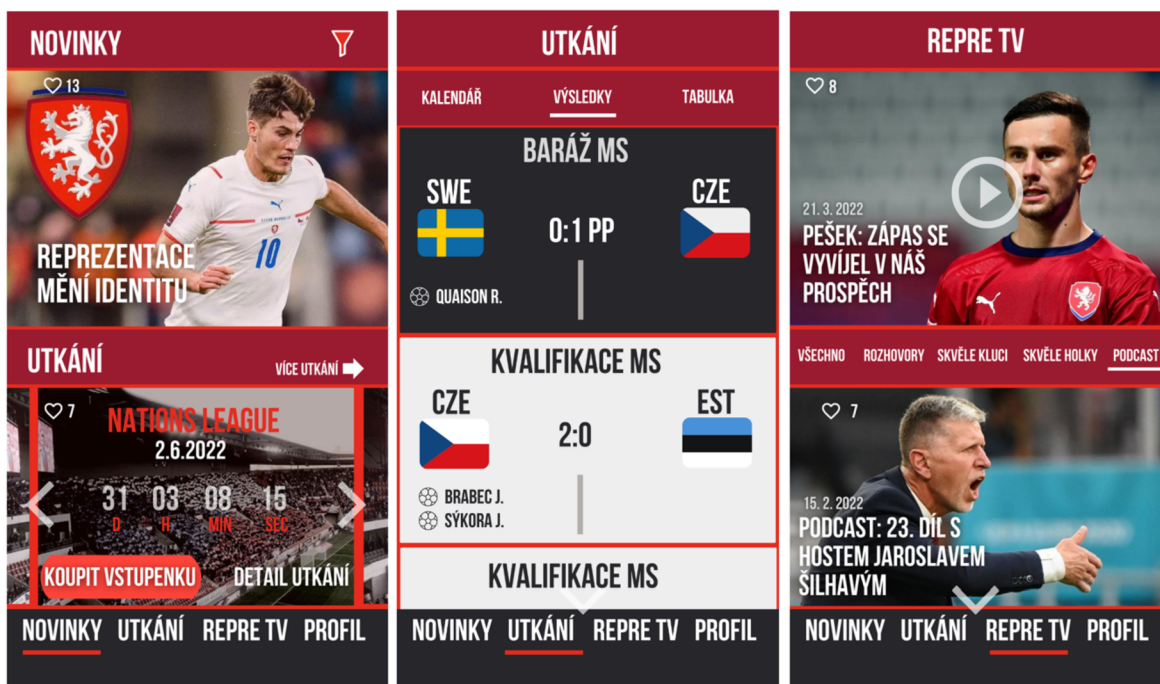 NOVINKY
13
REPREZENTACE
MĚNÍ IDENTITU
10
UTKÁNÍ
VÍCE UTKÁNÍ
7
NATIONS LEAGUE
2.6.2022
31 03 08 15
D H MIN SEC
KOUPIT VSTUPENKU DETAIL UTKÁNÍ
NOVINKY UTKÁNÍ REPRE TV PROFIL
UTKÁNÍ
KALENDÁŘ VÝSLEDKY TABULKA
BARÁŽ MS
SWE CZE
0:1 PP
QUAISON R.
KVALIFIKACE MS
CZE EST
2:0
BRABEC J.
SÝKORA J.
KVALIFIKACE MS
NOVINKY UTKÁNÍ REPRE TV PROFIL
REPRE TV
8
21. 3. 2022
PEŠEK: ZÁPAS SE
VYVÍJEL V NÁŠ
PROSPĚCH
VŠECHNO ROZHOVORY SKVĚLE KLUCI SKVĚLE HOLKY PODCAST
7
15. 2. 2022
PODCAST: 23. DÍL S
HOSTEM JAROSLAVEM
ŠILHAVÝM
NOVINKY UTKÁNÍ REPRE TV PROFIL